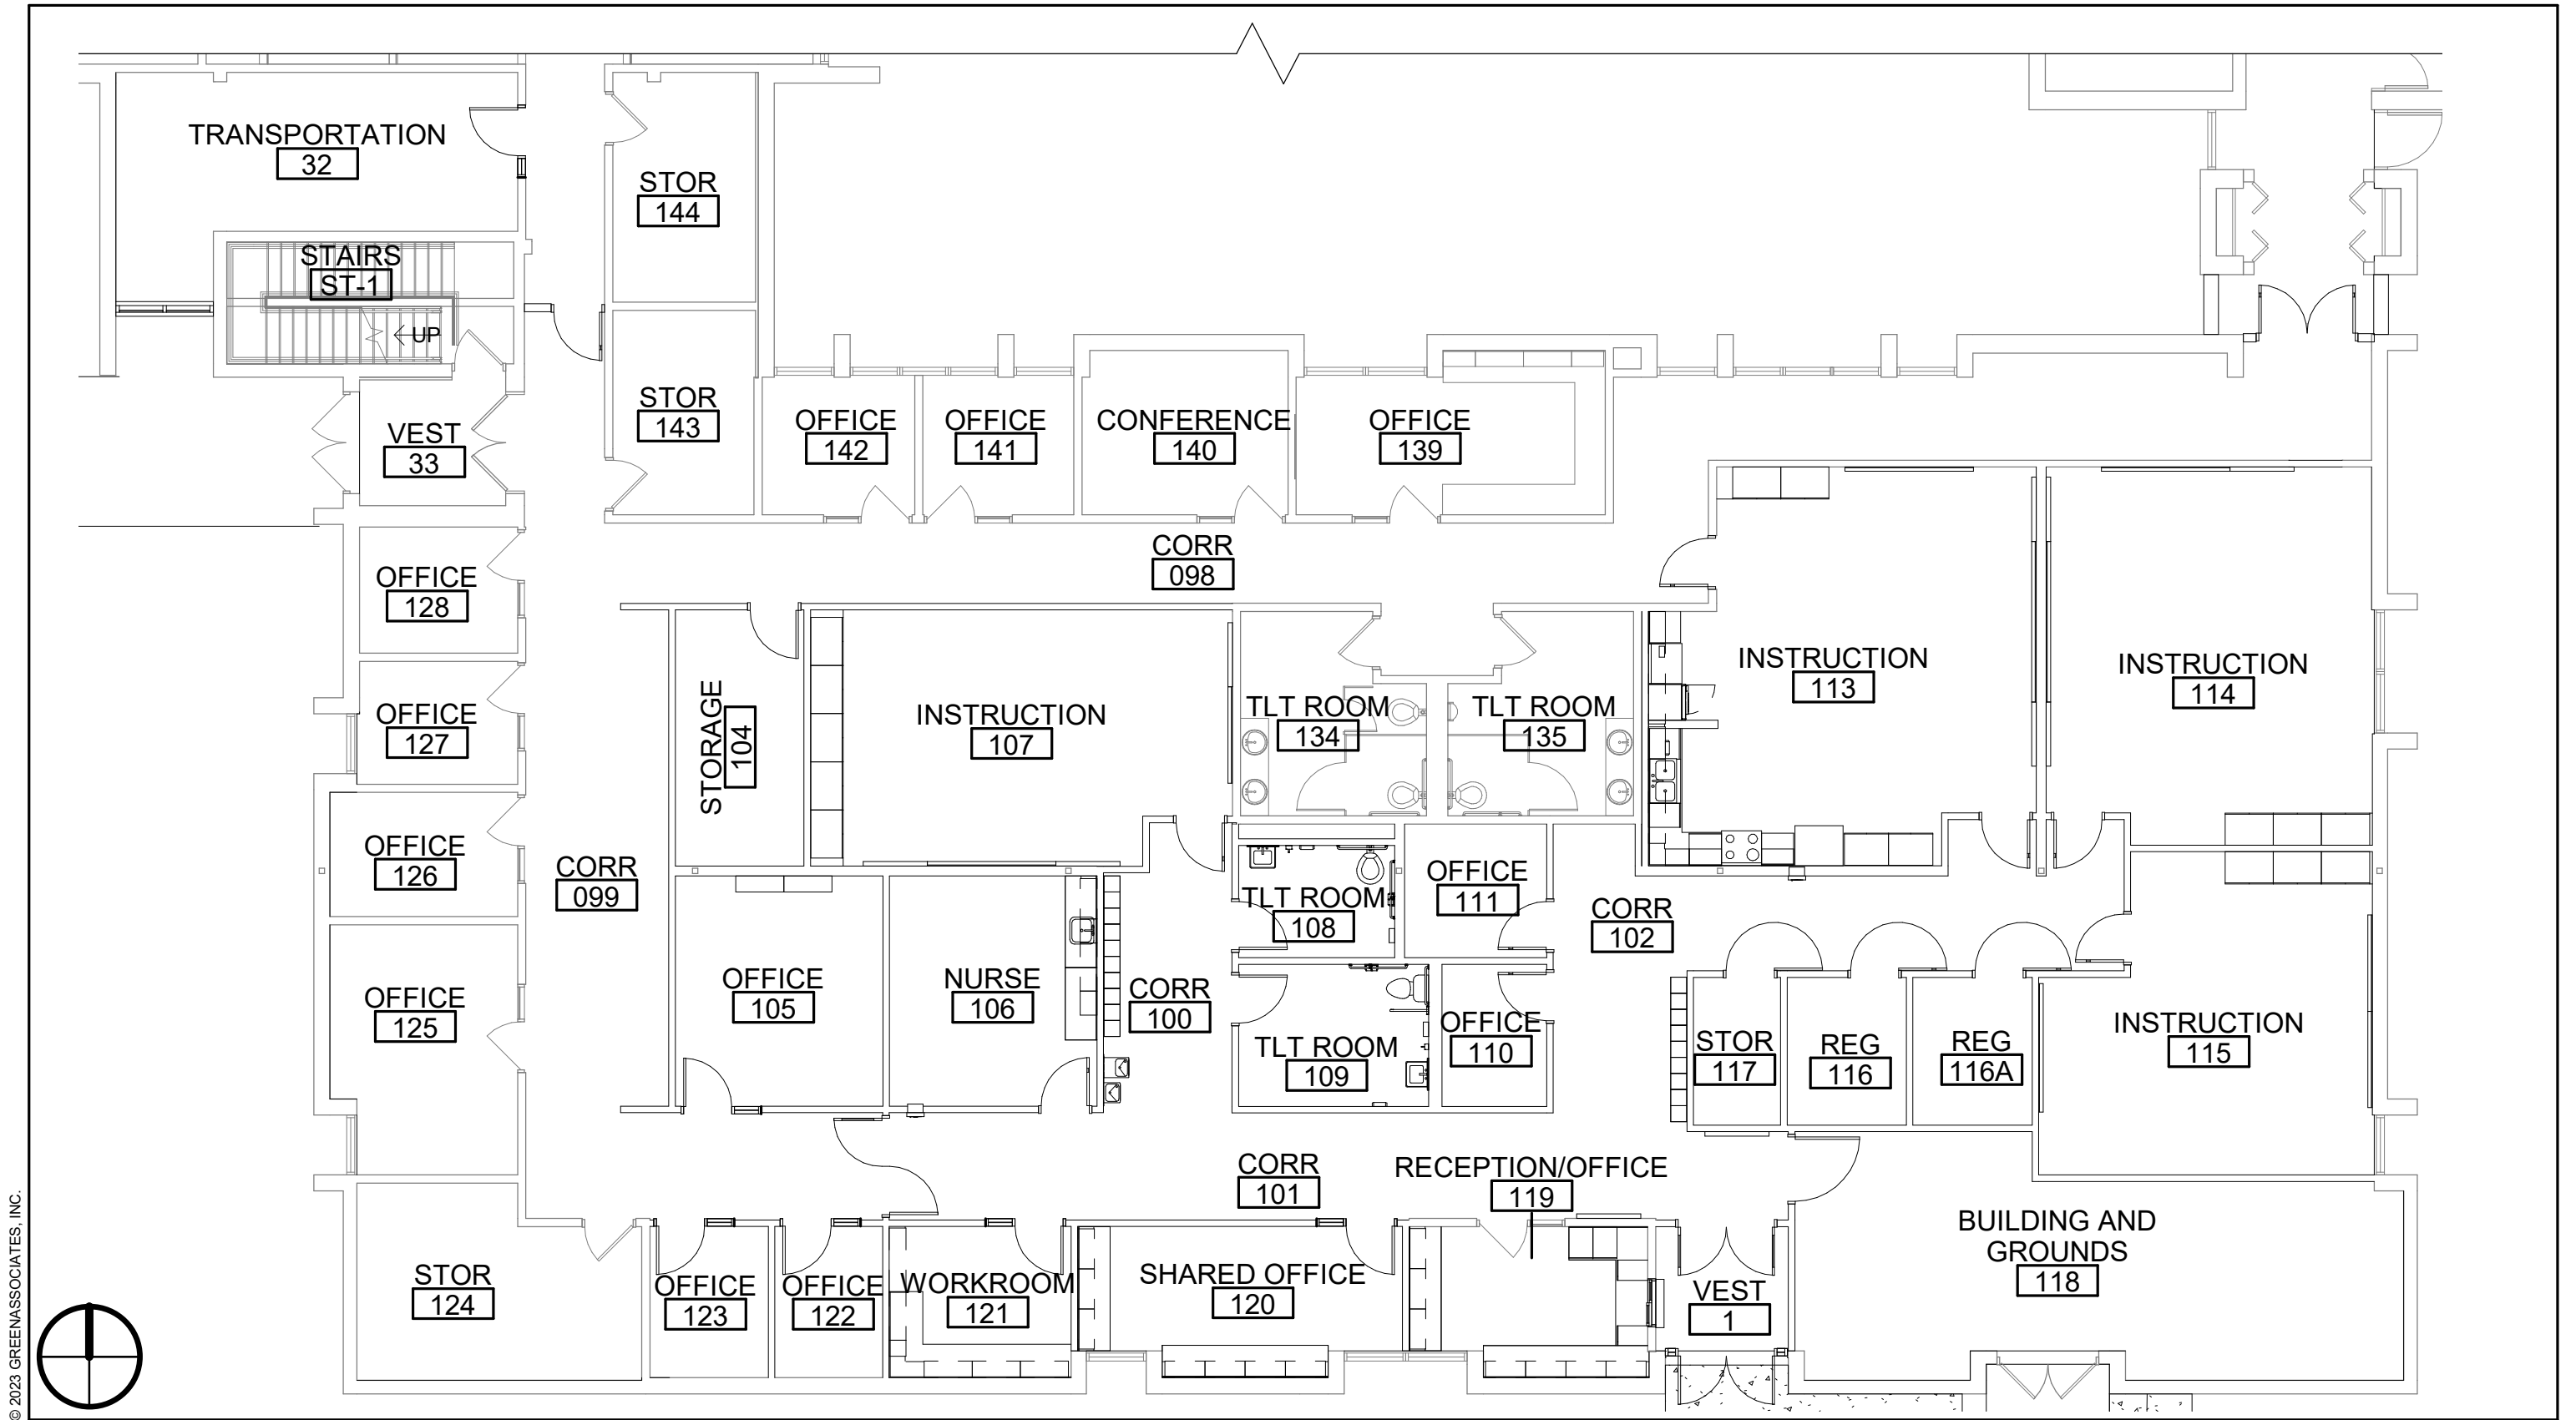 TRANSPORTATION
32
STOR
144
STAIRS
ST-1
UP
STOR
143
VEST
33
OFFICE
142
OFFICE
141
CONFERENCE
140
OFFICE
139
CORR
098
OFFICE
128
OFFICE
127
STORAGE
104
INSTRUCTION
107
TLT ROOM
134
TLT ROOM
135
INSTRUCTION
113
INSTRUCTION
114
OFFICE
126
CORR
099
TLT ROOM
108
OFFICE
111
CORR
102
OFFICE
125
OFFICE
105
NURSE
106
CORR
100
TLT ROOM
109
OFFICE
110
STOR
117
REG
116
REG
116A
INSTRUCTION
115
CORR
101
RECEPTION/OFFICE
119
BUILDING AND
GROUNDS
118
STOR
124
OFFICE
123
OFFICE
122
WORKROOM
121
SHARED OFFICE
120
VEST
1
© 2023 GREENASSOCIATES, INC.